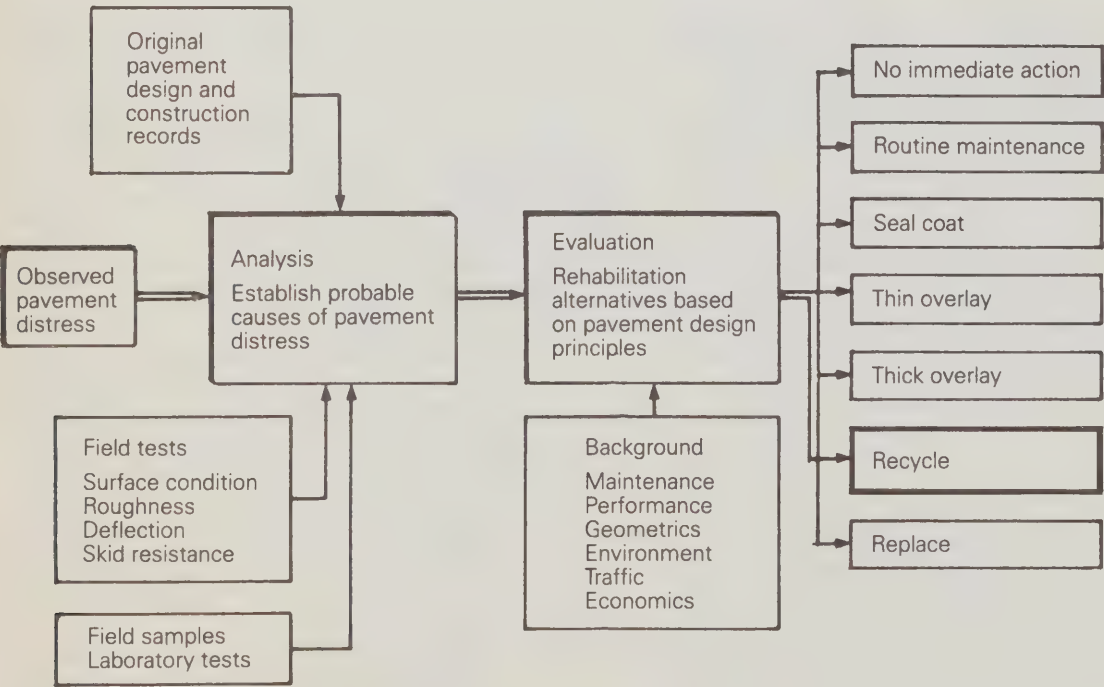 Original
pavement
design and
construction
records
Observed
pavement
distress
Analysis
Establish probable
causes of pavement
distress
Field tests
Surface condition
Roughness
Deflection
Skid resistance
Field samples
Laboratory tests
Evaluation
Rehabilitation
alternatives based
on pavement design
principles
Background
Maintenance
Performance
Geometrics
Environment
Traffic
Economics
No immediate action
Routine maintenance
Seal coat
Thin overlay
Thick overlay
Recycle
Replace